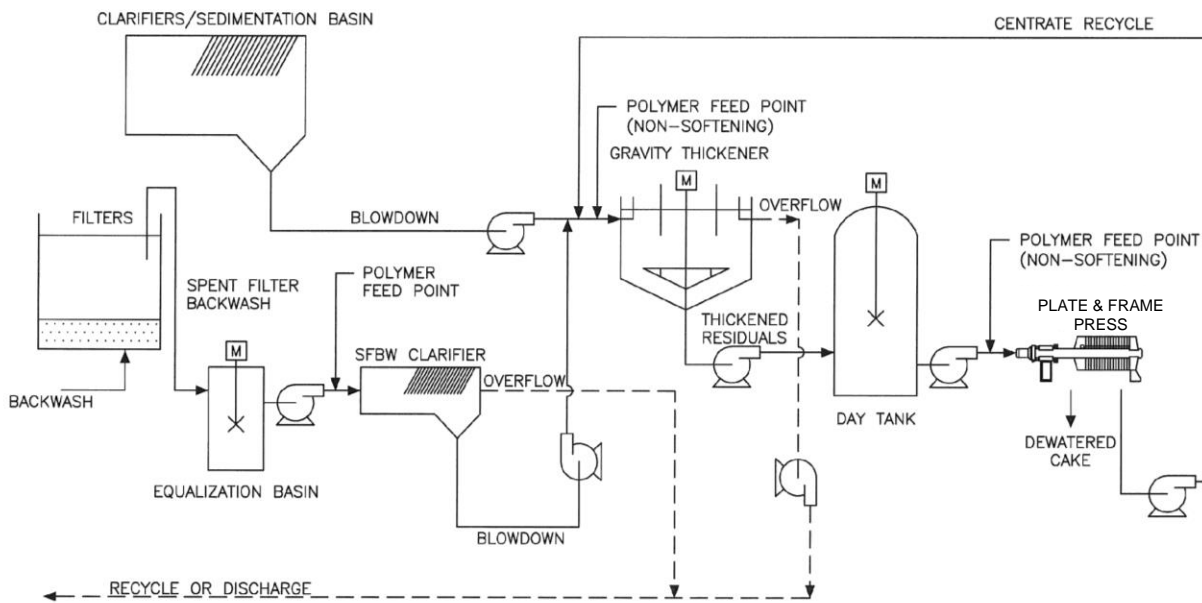 CLARIFIERS/SEDIMENTATION BASIN
CENTRATE RECYCLE
POLYMER FEED POINT
(NON-SOFTENING)
GRAVITY THICKENER
M
M
OVERFLOW
FILTERS
BLOWDOWN
SPENT FILTER
BACKWASH
POLYMER
FEED POINT
POLYMER FEED POINT
(NON-SOFTENING)
PLATE & FRAME
PRESS
THICKENED
RESIDUALS
M
SFBW CLARIFIER
OVERFLOW
BACKWASH
DAY TANK
DEWATERED
CAKE
EQUALIZATION BASIN
BLOWDOWN
RECYCLE OR DISCHARGE